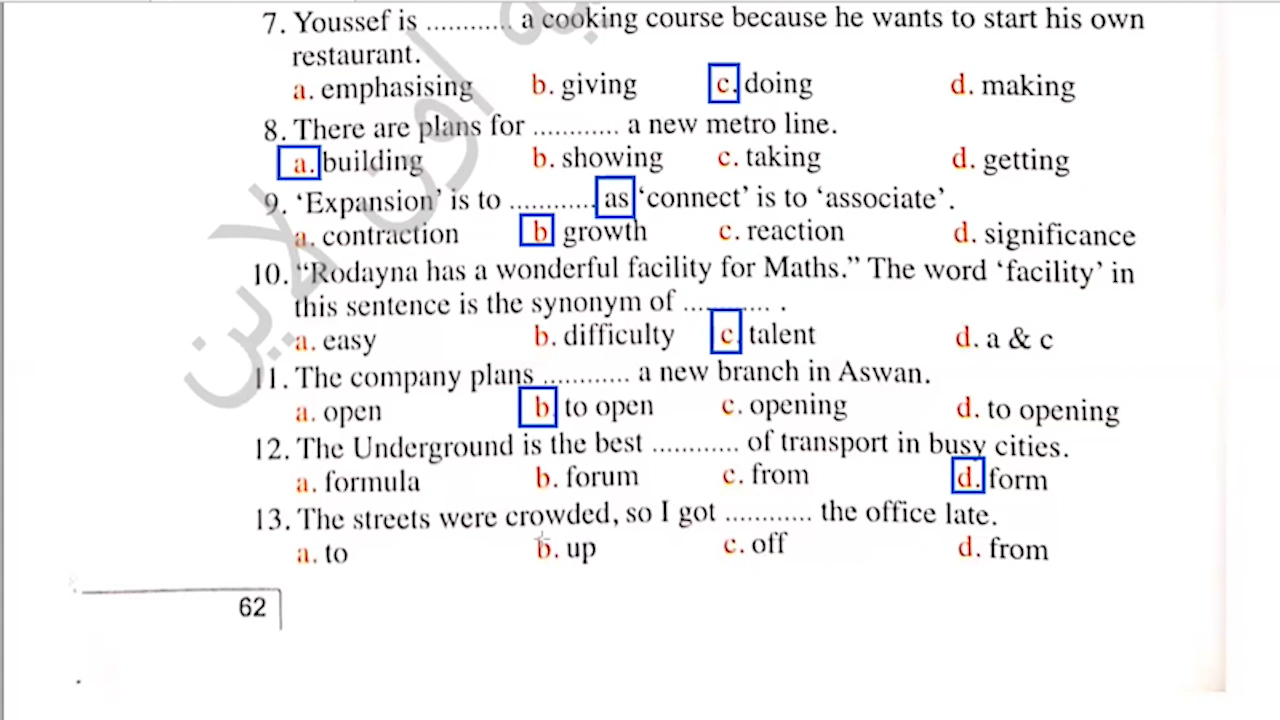 7. Youssef is ............ a cooking course because he wants to start his own
restaurant.
a. emphasising b. giving c. doing d. making
8. There are plans for ............ a new metro line.
a. building b. showing c. taking d. getting
9. ‘Expansion’ is to ............ as ‘connect’ is to ‘associate’.
a. contraction b growth c. reaction d. significance
10. “Rodayna has a wonderful facility for Maths.” The word ‘facility’ in
this sentence is the synonym of ............ .
a. easy b. difficulty c talent d. a & c
11. The company plans ............ a new branch in Aswan.
a. open b to open c. opening d. to opening
12. The Underground is the best ............ of transport in busy cities.
a. formula b. forum c. from d. form
13. The streets were crowded, so I got ............ the office late.
a. to b. up c. off d. from
62
اون لاين